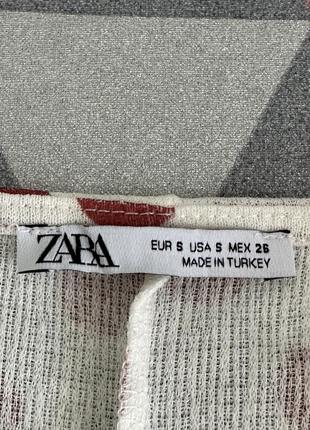 ZARA
EUR S USA S MEX 26
MADE IN TURKEY